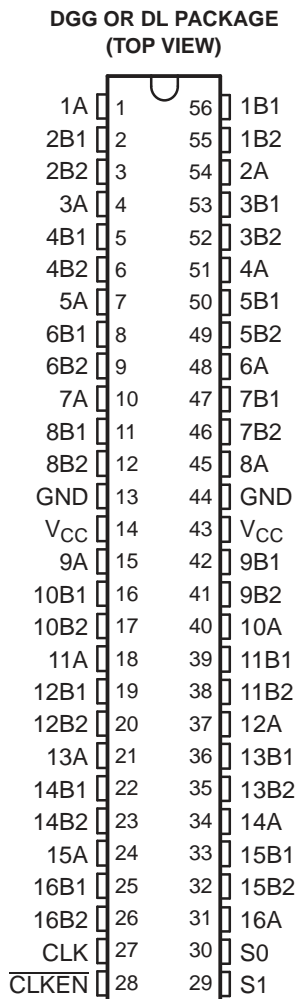 DGG OR DL PACKAGE
(TOP VIEW)
1A 1 56 1B1
2B1 2 55 1B2
2B2 3 54 2A
3A 4 53 3B1
4B1 5 52 3B2
4B2 6 51 4A
5A 7 50 5B1
6B1 8 49 5B2
6B2 9 48 6A
7A 10 47 7B1
8B1 11 46 7B2
8B2 12 45 8A
GND 13 44 GND
VCC 14 43 VCC
9A 15 42 9B1
10B1 16 41 9B2
10B2 17 40 10A
11A 18 39 11B1
12B1 19 38 11B2
12B2 20 37 12A
13A 21 36 13B1
14B1 22 35 13B2
14B2 23 34 14A
15A 24 33 15B1
16B1 25 32 15B2
16B2 26 31 16A
CLK 27 30 S0
CLKEN 28 29 S1